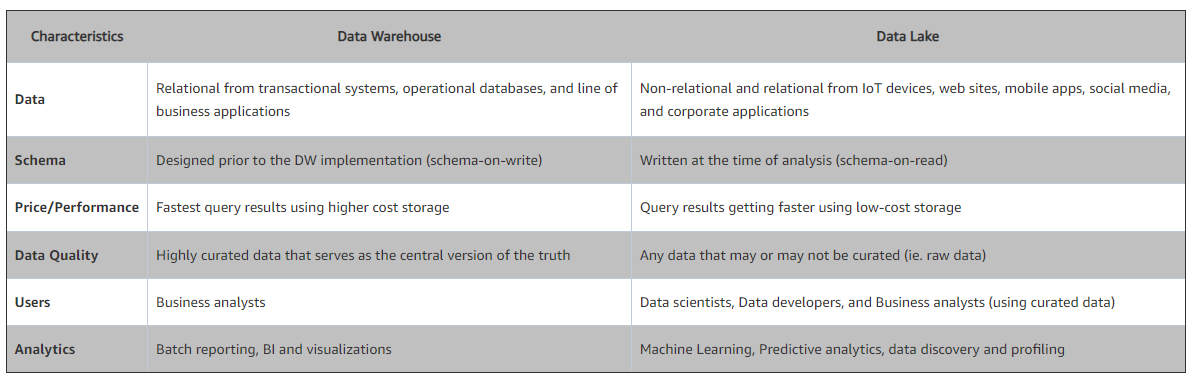 Characteristics Data Warehouse Data Lake
Data Relational from transactional systems, operational databases, and line of business applications Non-relational and relational from IoT devices, web sites, mobile apps, social media, and corporate applications
Schema Designed prior to the DW implementation (schema-on-write) Written at the time of analysis (schema-on-read)
Price/Performance Fastest query results using higher cost storage Query results getting faster using low-cost storage
Data Quality Highly curated data that serves as the central version of the truth Any data that may or may not be curated (ie. raw data)
Users Business analysts Data scientists, Data developers, and Business analysts (using curated data)
Analytics Batch reporting, BI and visualizations Machine Learning, Predictive analytics, data discovery and profiling